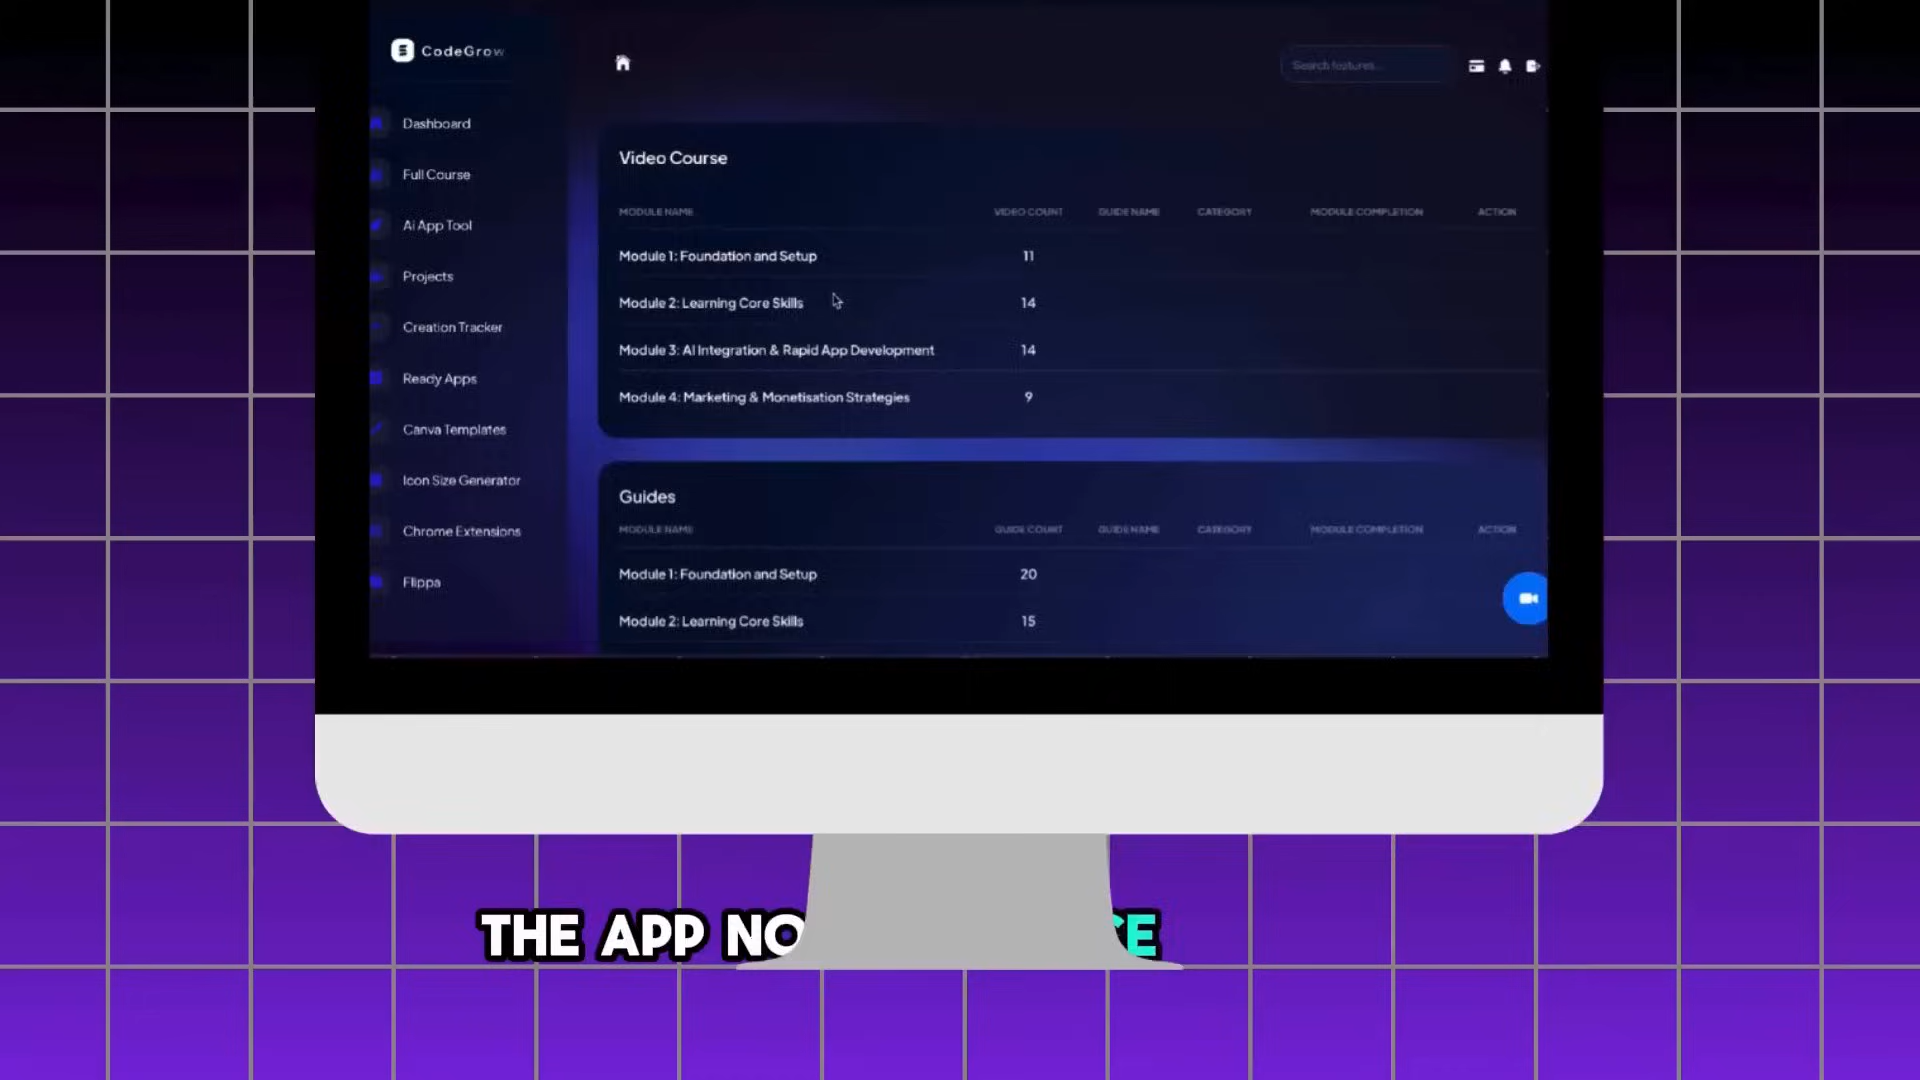 CodeGrow
Search features...
Dashboard
Full Course
Ai App Tool
Projects
Creation Tracker
Ready Apps
Canva Templates
Icon Size Generator
Chrome Extensions
Flippa
Video Course
MODULE NAME VIDEO COUNT GUIDE NAME CATEGORY MODULE COMPLETION ACTION
Module 1: Foundation and Setup 11
Module 2: Learning Core Skills 14
Module 3: AI Integration & Rapid App Development 14
Module 4: Marketing & Monetisation Strategies 9
Guides
MODULE NAME GUIDE COUNT GUIDE NAME CATEGORY MODULE COMPLETION ACTION
Module 1: Foundation and Setup 20
Module 2: Learning Core Skills 15
THE APP